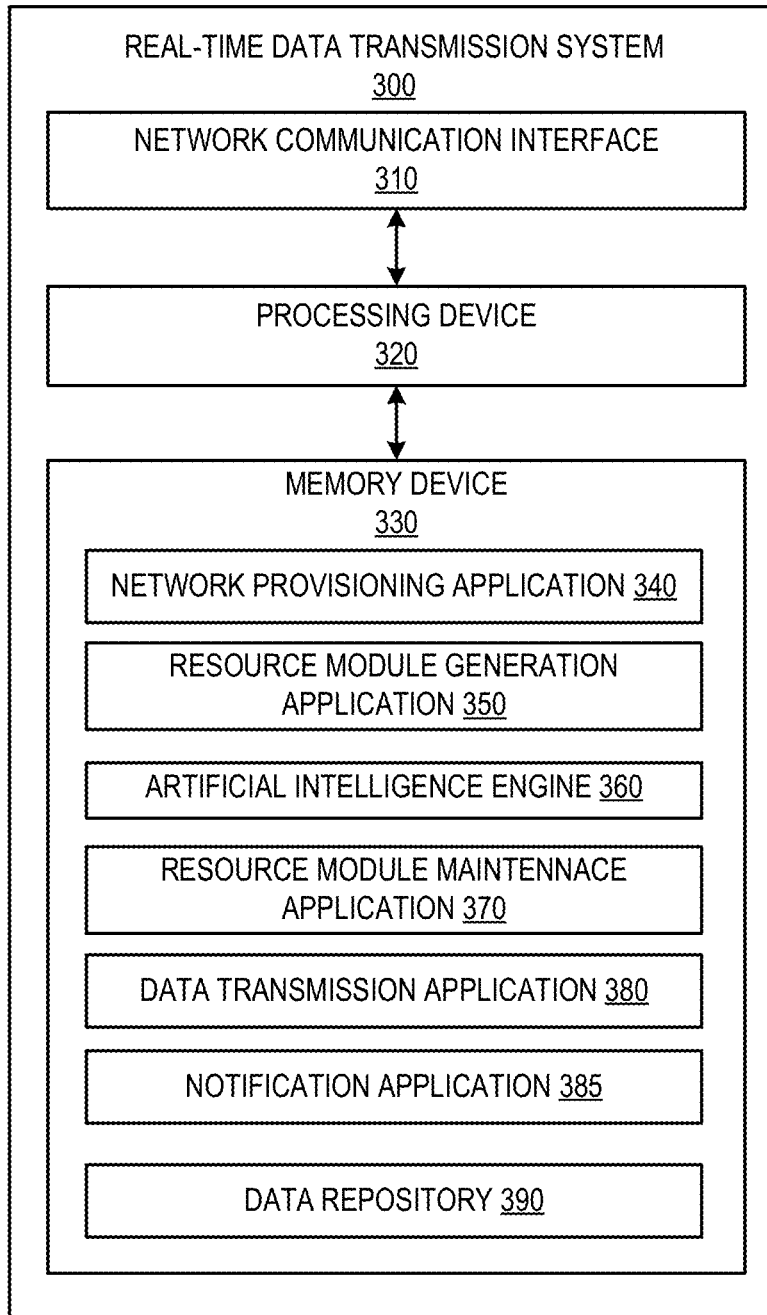 REAL-TIME DATA TRANSMISSION SYSTEM
300
NETWORK COMMUNICATION INTERFACE
310
PROCESSING DEVICE
320
MEMORY DEVICE
330
NETWORK PROVISIONING APPLICATION 340
RESOURCE MODULE GENERATION
APPLICATION 350
ARTIFICIAL INTELLIGENCE ENGINE 360
RESOURCE MODULE MAINTENNACE
APPLICATION 370
DATA TRANSMISSION APPLICATION 380
NOTIFICATION APPLICATION 385
DATA REPOSITORY 390